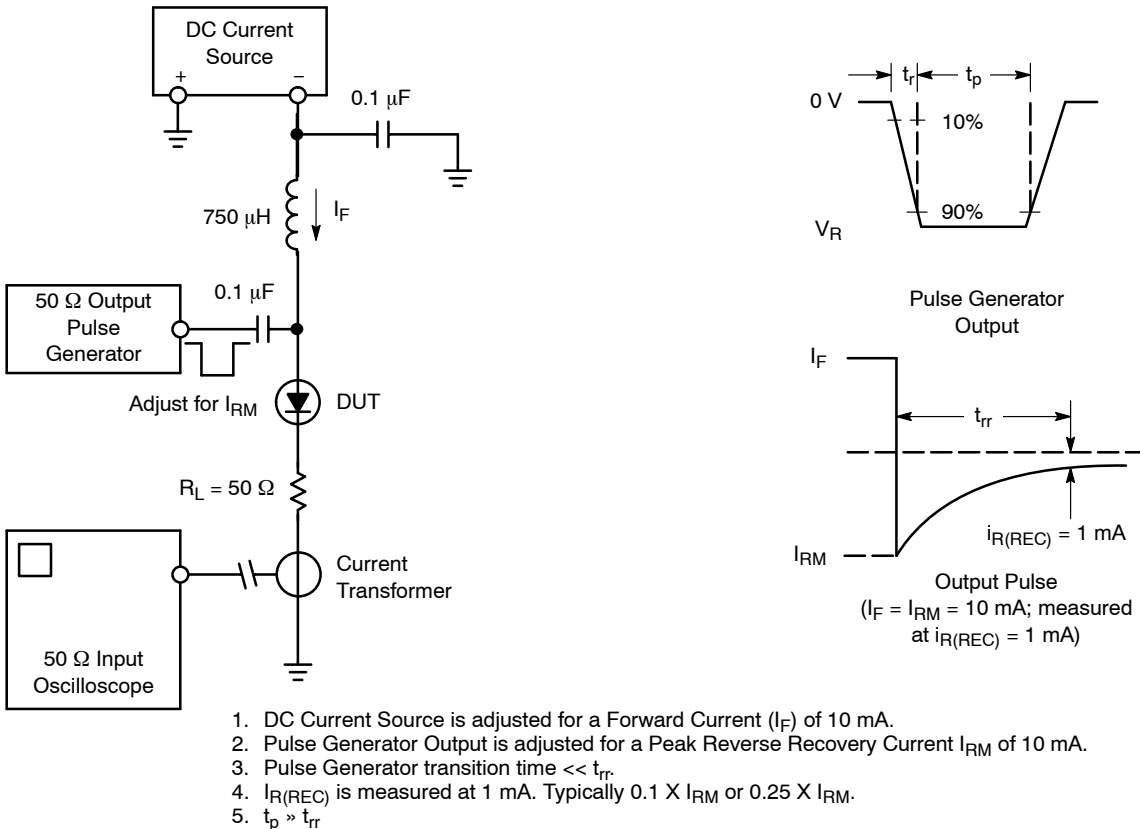 DC Current
Source
+ −
0.1 μF
750 μH
I_F
50 Ω Output
Pulse
Generator
0.1 μF
Adjust for I_RM
DUT
R_L = 50 Ω
Current
Transformer
50 Ω Input
Oscilloscope
t_r t_p
0 V
10%
90%
V_R
Pulse Generator
Output
I_F
t_rr
i_R(REC) = 1 mA
I_RM
Output Pulse
(I_F = I_RM = 10 mA; measured
at i_R(REC) = 1 mA)
1. DC Current Source is adjusted for a Forward Current (I_F) of 10 mA.
2. Pulse Generator Output is adjusted for a Peak Reverse Recovery Current I_RM of 10 mA.
3. Pulse Generator transition time << t_rr.
4. I_R(REC) is measured at 1 mA. Typically 0.1 X I_RM or 0.25 X I_RM.
5. t_p » t_rr